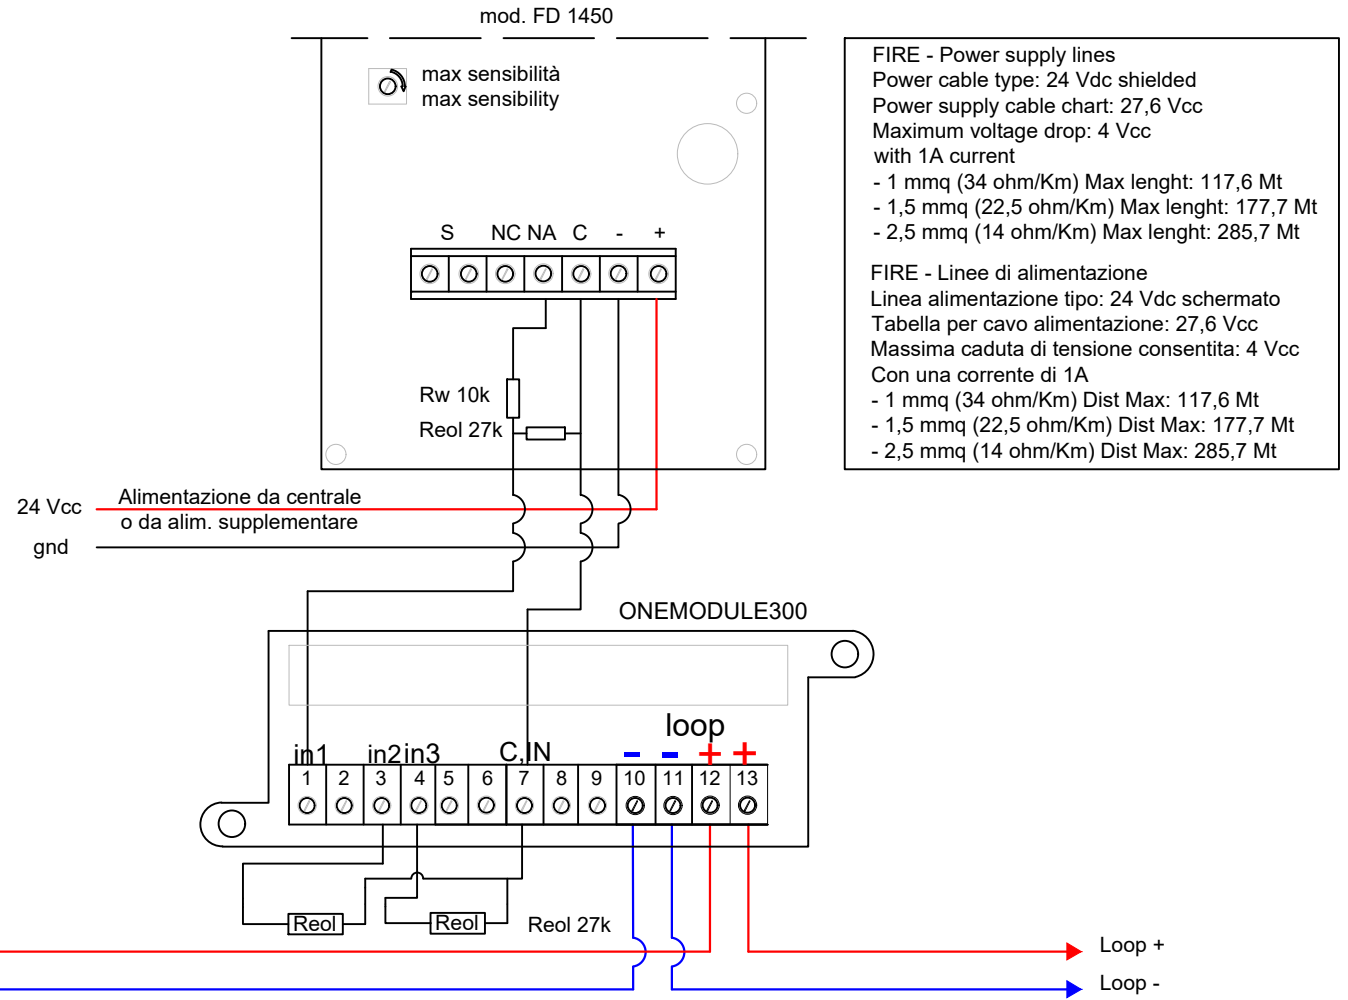 mod. FD 1450
max sensibilità
max sensibility
S NC NA C - +
Rw 10k
Reol 27k
FIRE - Power supply lines
Power cable type: 24 Vdc shielded
Power supply cable chart: 27,6 Vcc
Maximum voltage drop: 4 Vcc
with 1A current
- 1 mmq (34 ohm/Km) Max lenght: 117,6 Mt
- 1,5 mmq (22,5 ohm/Km) Max lenght: 177,7 Mt
- 2,5 mmq (14 ohm/Km) Max lenght: 285,7 Mt
FIRE - Linee di alimentazione
Linea alimentazione tipo: 24 Vdc schermato
Tabella per cavo alimentazione: 27,6 Vcc
Massima caduta di tensione consentita: 4 Vcc
Con una corrente di 1A
- 1 mmq (34 ohm/Km) Dist Max: 117,6 Mt
- 1,5 mmq (22,5 ohm/Km) Dist Max: 177,7 Mt
- 2,5 mmq (14 ohm/Km) Dist Max: 285,7 Mt
24 Vcc
Alimentazione da centrale
o da alim. supplementare
gnd
ONEMODULE300
loop
in1 in2 in3 C,IN - - + +
1 2 3 4 5 6 7 8 9 10 11 12 13
Reol Reol Reol 27k
Loop +
Loop -